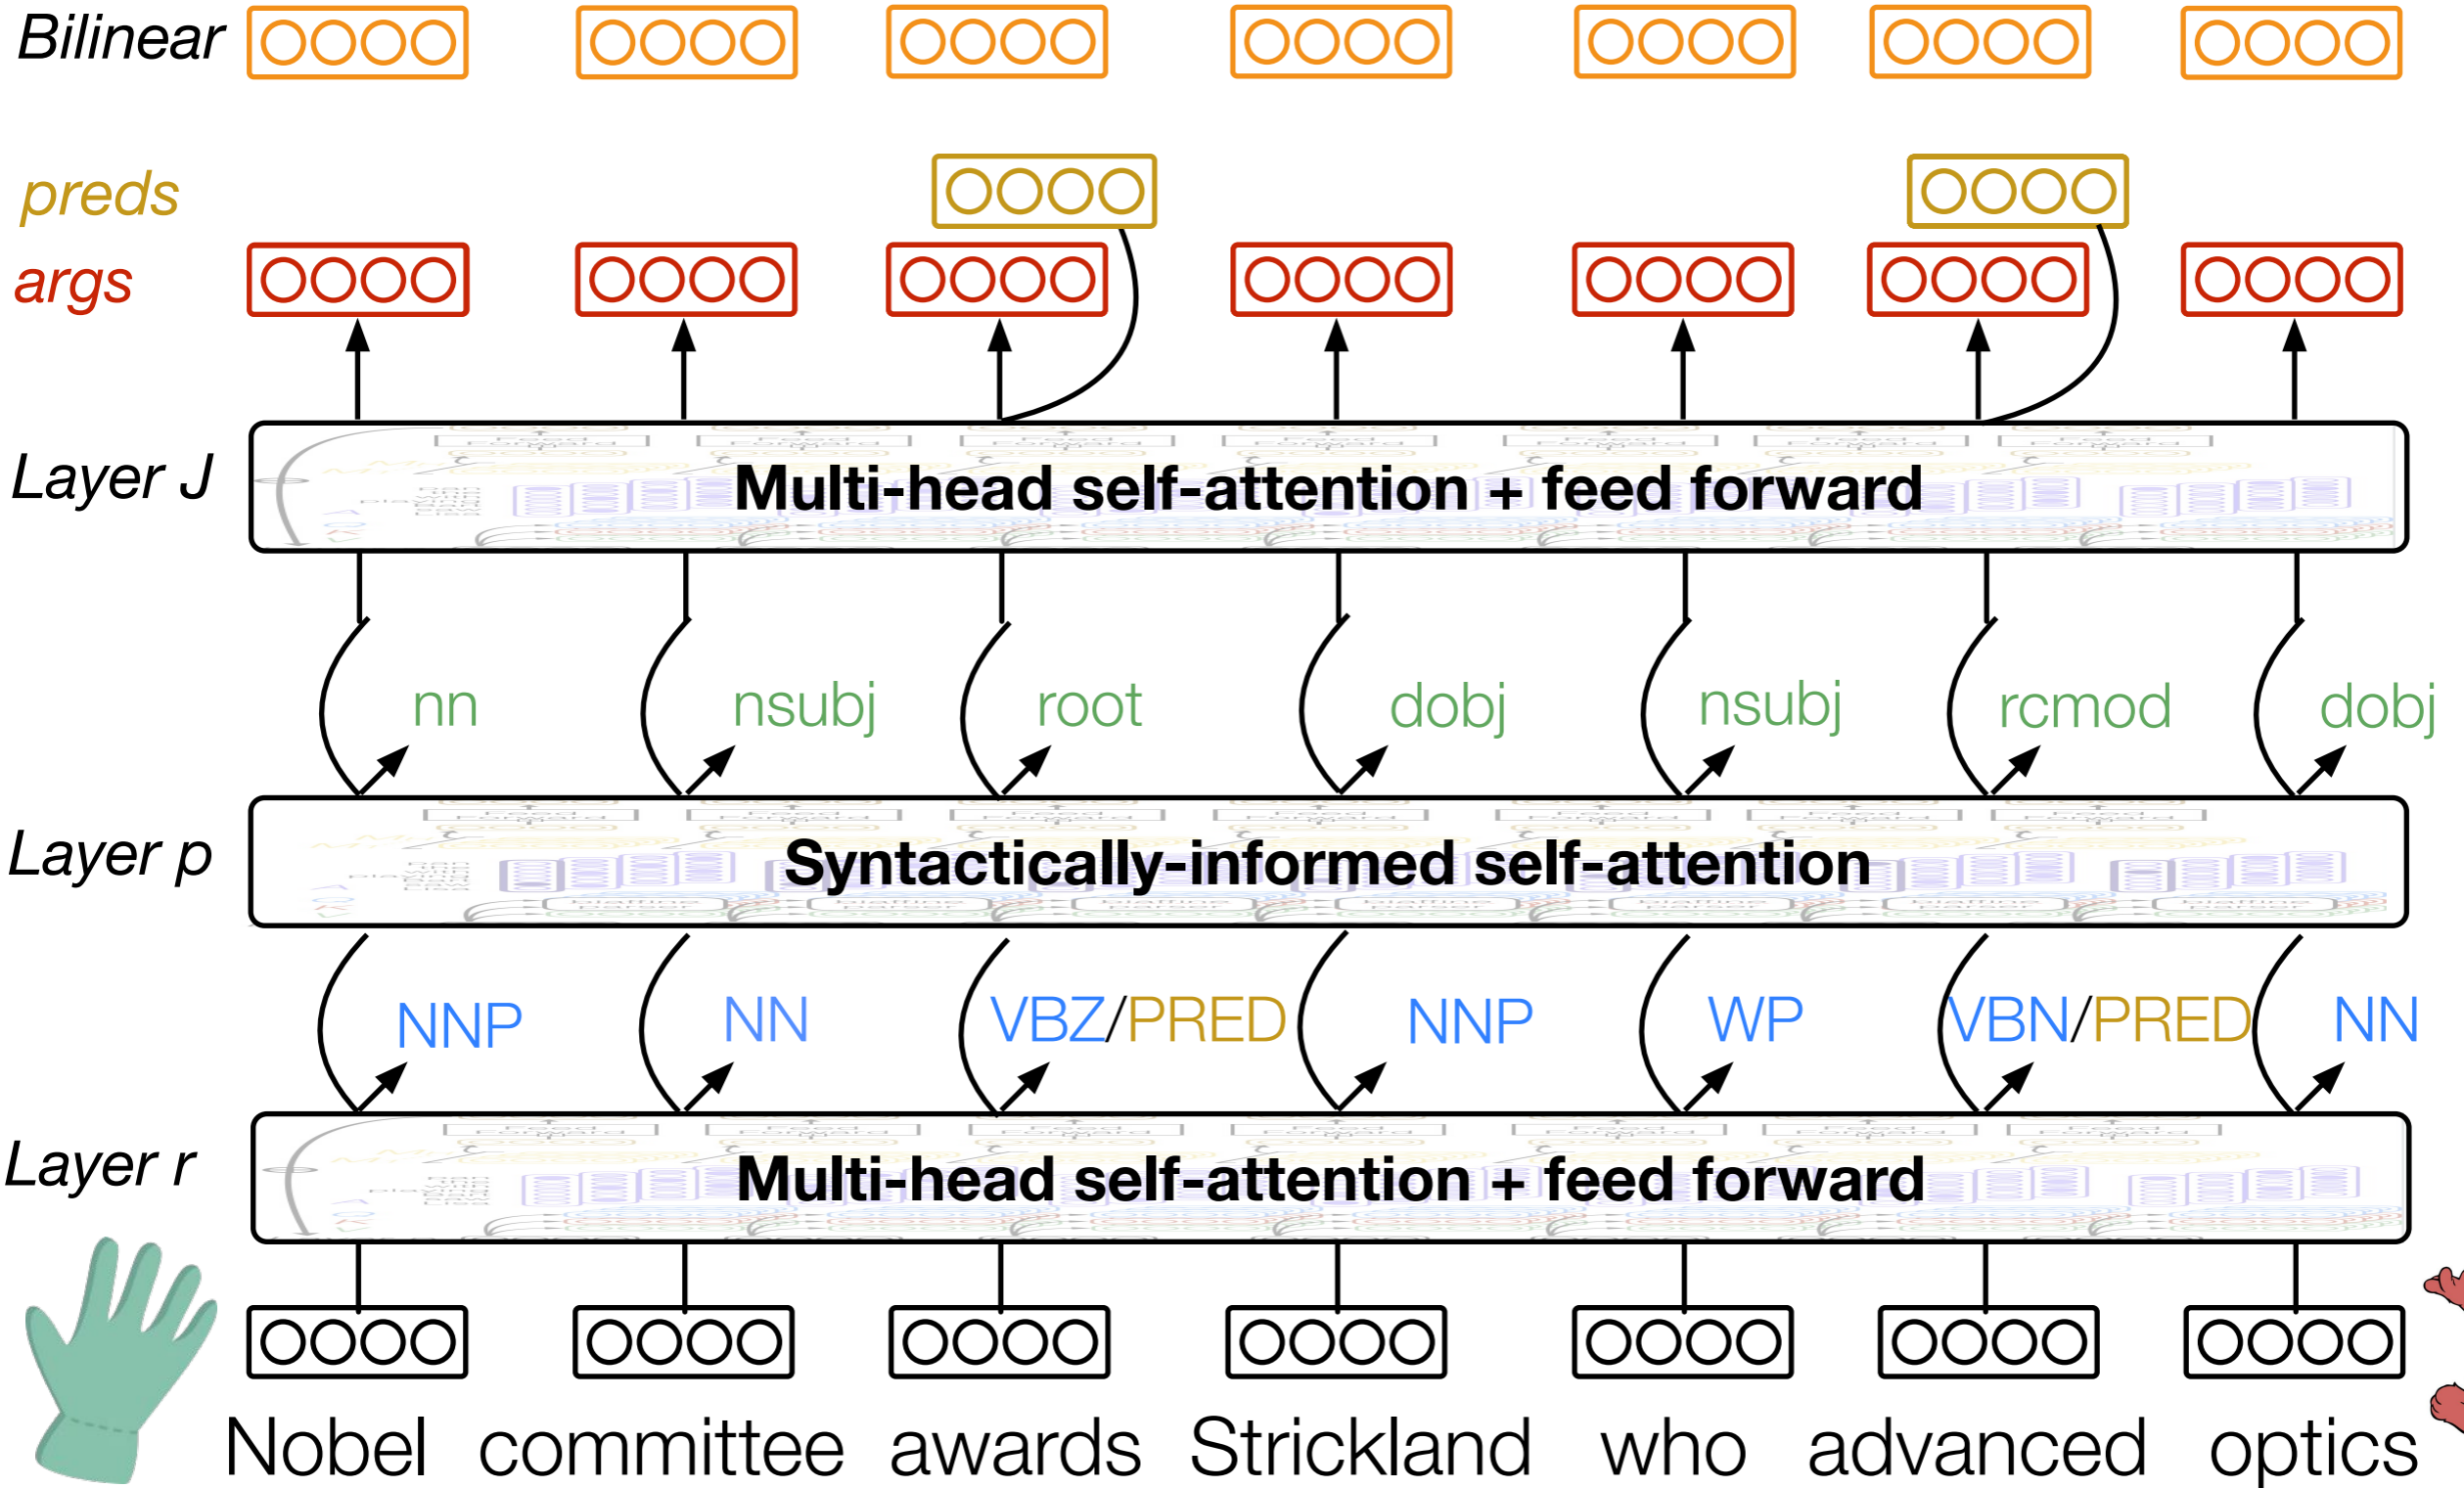 Bilinear
preds
args
Layer J Multi-head self-attention + feed forward
nn nsubj root dobj nsubj rcmod dobj
Layer p Syntactically-informed self-attention
NNP NN VBZ/PRED NNP WP VBN/PRED NN
Layer r Multi-head self-attention + feed forward
Nobel committee awards Strickland who advanced optics